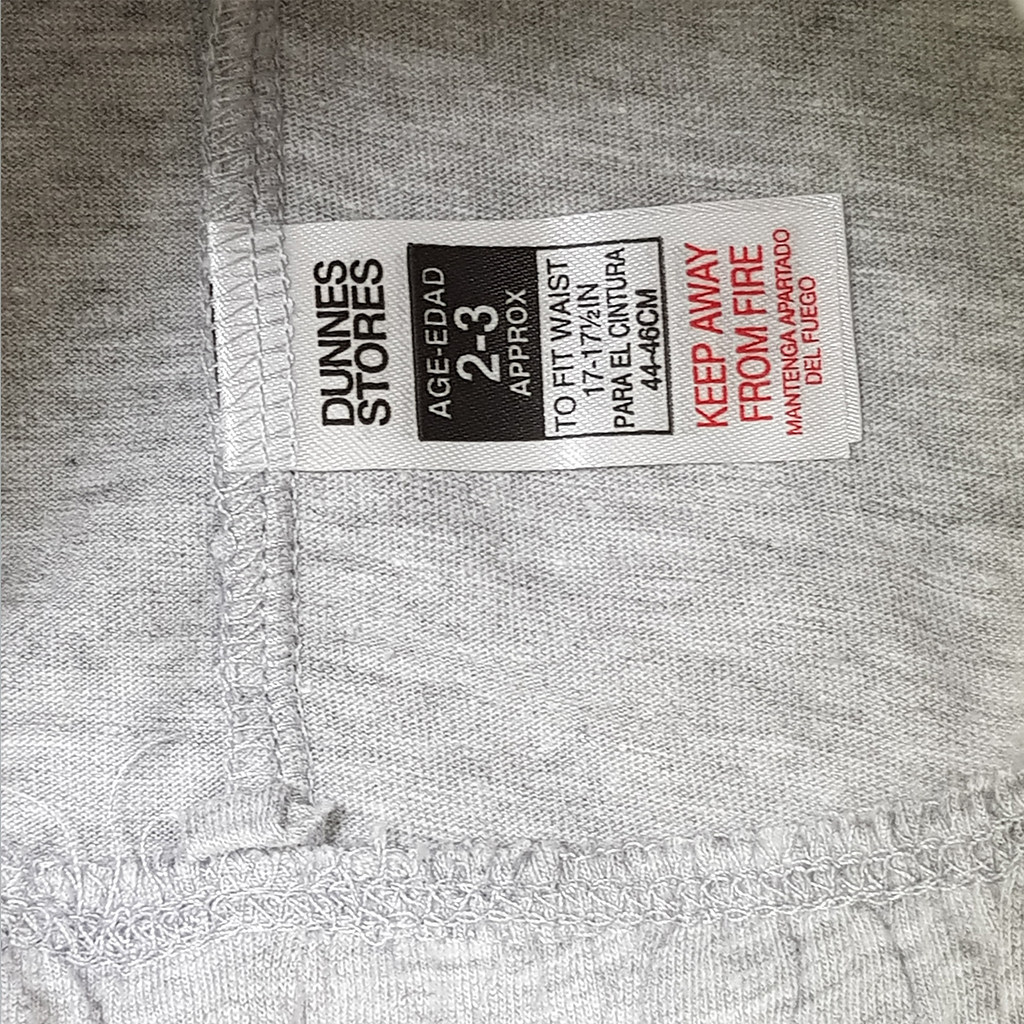 DUNNES
STORES
AGE-EDAD
2-3
APPROX
TO FIT WAIST
17-17½IN
PARA EL CINTURA
44-46CM
KEEP AWAY
FROM FIRE
MANTENGA APARTADO
DEL FUEGO